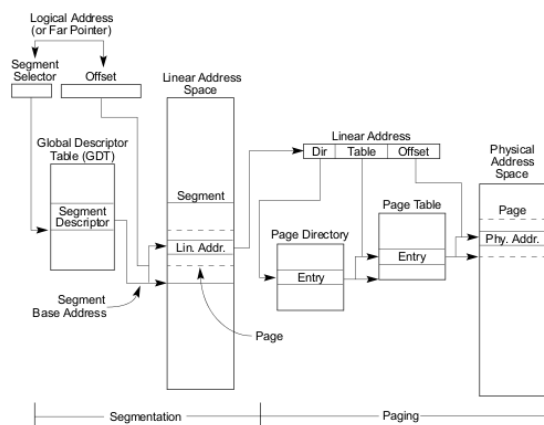 Logical Address
(or Far Pointer)
Segment
Selector
Offset
Linear Address
Space
Global Descriptor
Table (GDT)
Segment
Descriptor
Segment
Lin. Addr.
Segment
Base Address
Page
Linear Address
Dir
Table
Offset
Physical
Address
Space
Page Directory
Entry
Page Table
Entry
Page
Phy. Addr.
Segmentation
Paging